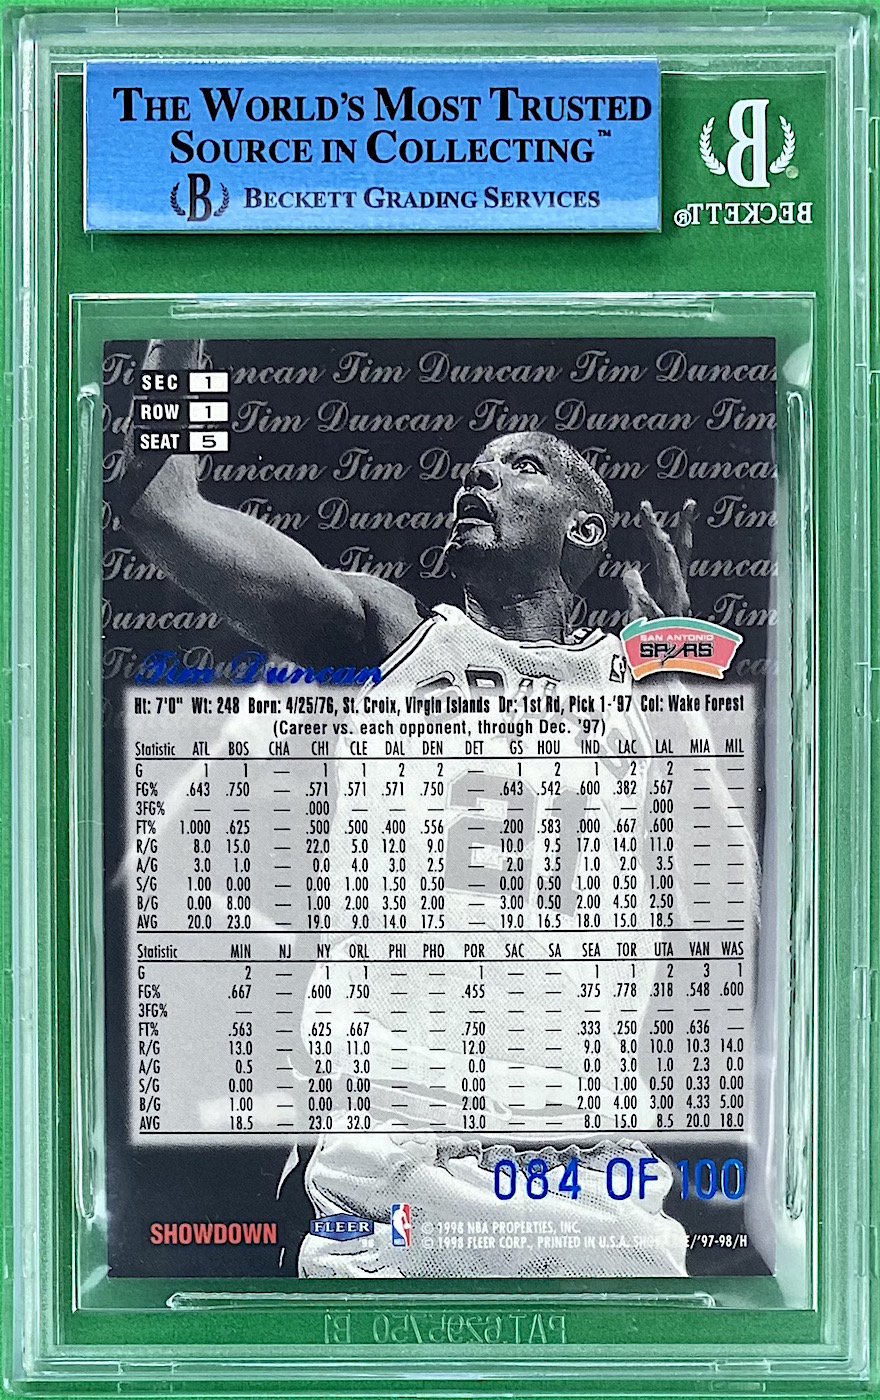 THE WORLD'S MOST TRUSTED
SOURCE IN COLLECTING™
B BECKETT GRADING SERVICES
B
BECKETT®
Ti ncan Tim Duncan Tim Duncan
SEC 1
ROW 1
SEAT 5
Tim Duncan Tim Duncan Tim
Duncan Tim Du Tim Duncan
Tim Duncan ncan Tim
Tim D im uncan
Duncan Dun Tim
Tim Duncan
SAN ANTONIO
SPURS
Ht: 7'0" Wt: 248 Born: 4/25/76, St. Croix, Virgin Islands Dr: 1st Rd, Pick 1-'97 Col: Wake Forest
(Career vs. each opponent, through Dec. '97)
Statistic ATL BOS CHA CHI CLE DAL DEN DET GS HOU IND LAC LAL MIA MIL
G 1 1 — 1 1 2 2 — 1 2 1 2 2 — —
FG% .643 .750 — .571 .571 .571 .750 — .643 .542 .600 .382 .567 — —
3FG% — — — .000 — — — — — — — — .000 — —
FT% 1.000 .625 — .500 .500 .400 .556 — .200 .583 .000 .667 .600 — —
R/G 8.0 15.0 — 22.0 5.0 12.0 9.0 — 10.0 9.5 17.0 14.0 11.0 — —
A/G 3.0 1.0 — 0.0 4.0 3.0 2.5 — 2.0 3.5 1.0 2.0 3.5 — —
S/G 1.00 0.00 — 0.00 1.00 1.50 0.50 — 0.00 0.50 1.00 0.50 1.00 — —
B/G 0.00 8.00 — 1.00 2.00 3.50 2.00 — 3.00 0.50 2.00 4.50 2.50 — —
AVG 20.0 23.0 — 19.0 9.0 14.0 17.5 — 19.0 16.5 18.0 15.0 18.5 — —
Statistic MIN NJ NY ORL PHI PHO POR SAC SA SEA TOR UTA VAN WAS
G 2 — 1 1 — — 1 — — 1 1 2 3 1
FG% .667 — .600 .750 — — .455 — — .375 .778 .318 .548 .600
3FG% — — — — — — — — — — — — — —
FT% .563 — .625 .667 — — .750 — — .333 .250 .500 .636 —
R/G 13.0 — 13.0 11.0 — — 12.0 — — 9.0 8.0 10.0 10.3 14.0
A/G 0.5 — 2.0 3.0 — — 0.0 — — 0.0 3.0 1.0 2.3 0.0
S/G 0.00 — 2.00 0.00 — — 0.00 — — 1.00 1.00 0.50 0.33 0.00
B/G 1.00 — 0.00 1.00 — — 2.00 — — 2.00 4.00 3.00 4.33 5.00
AVG 18.5 — 23.0 32.0 — — 13.0 — — 8.0 15.0 8.5 20.0 18.0
21
084 OF 100
SHOWDOWN
FLEER
'98
© 1998 NBA PROPERTIES, INC.
© 1998 FLEER CORP., PRINTED IN U.S.A. /'97-98/H
PAT.6295750 B1